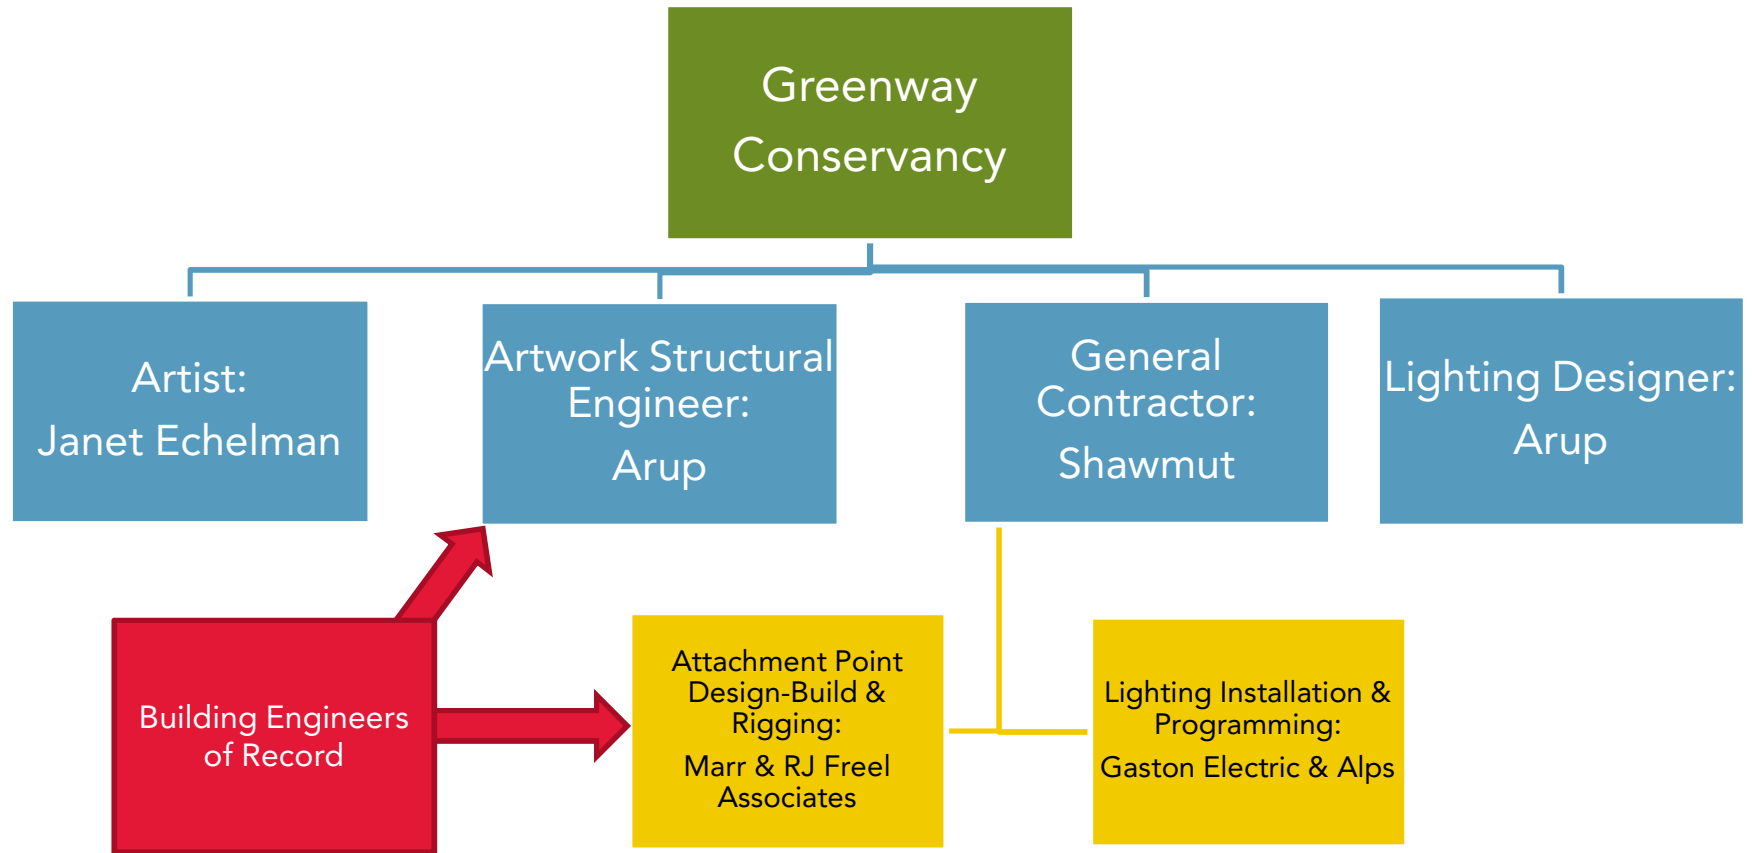 Greenway
Conservancy
Artist:
Janet Echelman
Artwork Structural
Engineer:
Arup
General
Contractor:
Shawmut
Lighting Designer:
Arup
Building Engineers
of Record
Attachment Point
Design-Build &
Rigging:
Marr & RJ Freel
Associates
Lighting Installation &
Programming:
Gaston Electric & Alps